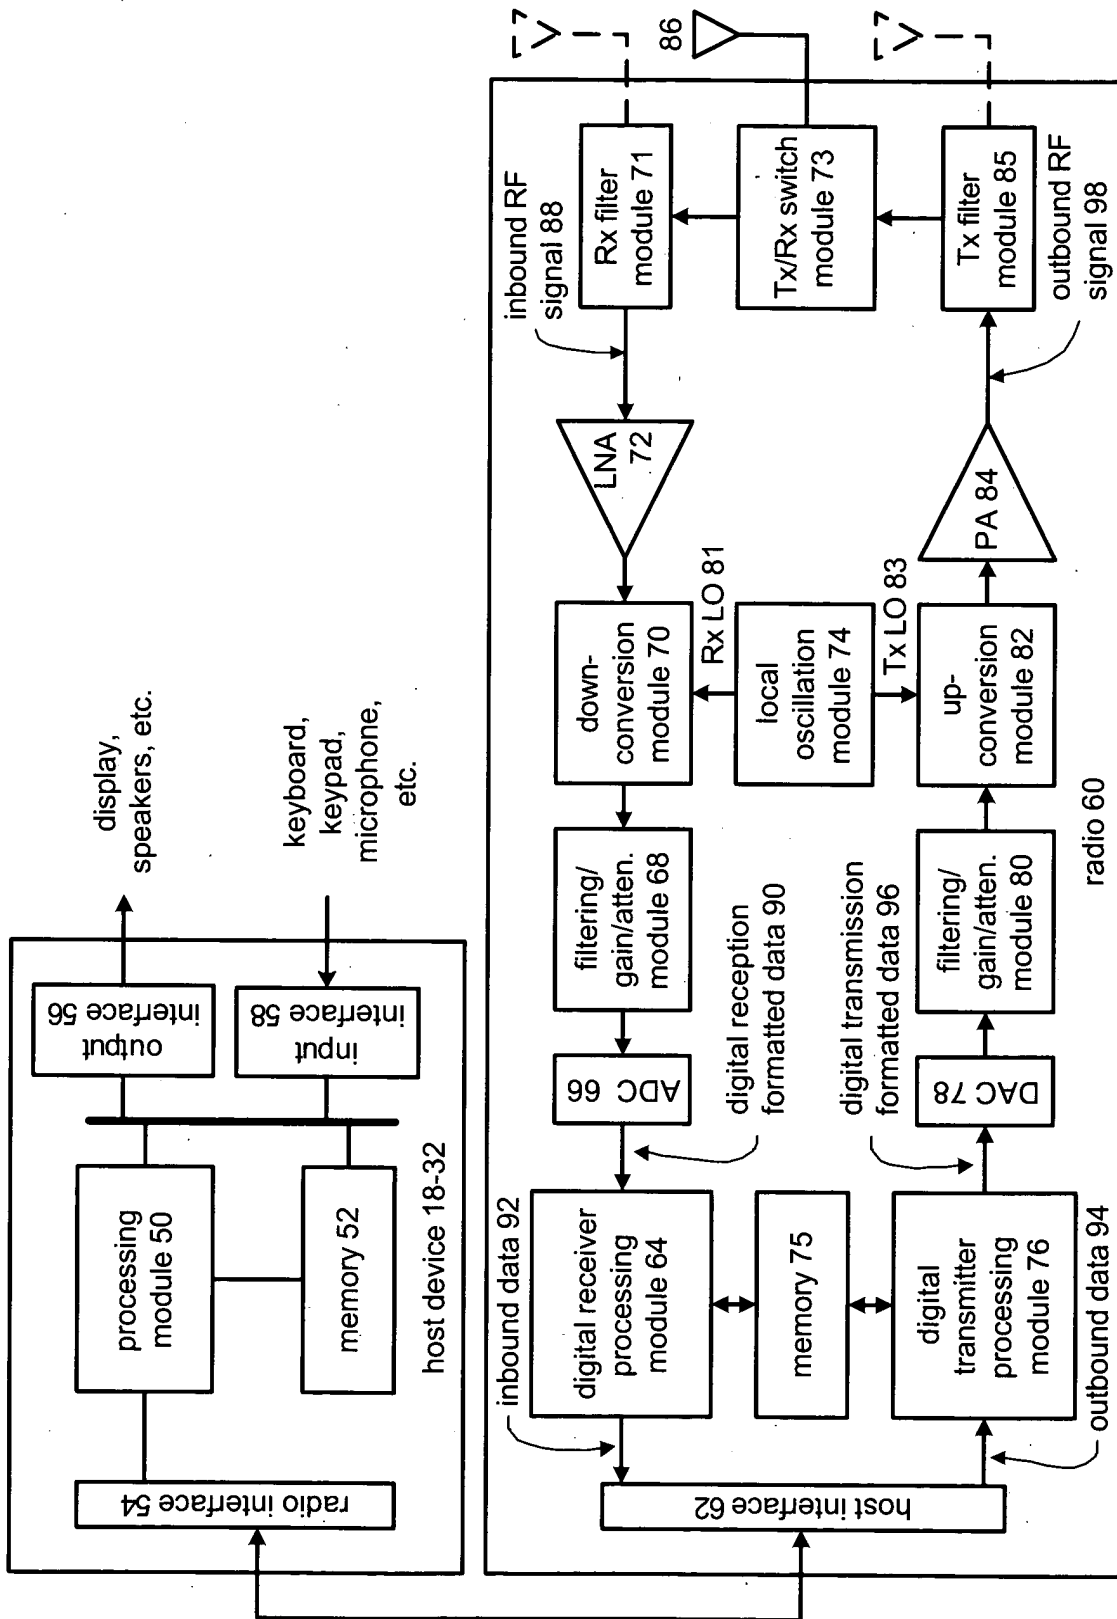 display,
speakers, etc.
keyboard,
keypad,
microphone,
etc.
output
interface 56
input
interface 58
processing
module 50
memory 52
radio interface 54
host device 18-32
86
inbound RF
signal 88
Rx filter
module 71
Tx/Rx switch
module 73
Tx filter
module 85
outbound RF
signal 98
LNA
72
PA 84
down-
conversion
module 70
Rx LO 81
local
oscillation
module 74
Tx LO 83
up-
conversion
module 82
filtering/
gain/atten.
module 68
filtering/
gain/atten.
module 80
ADC
66
digital reception
formatted data 90
digital transmission
formatted data 96
DAC 78
inbound data 92
digital receiver
processing
module 64
memory 75
digital
transmitter
processing
module 76
outbound data 94
host interface 62
radio 60